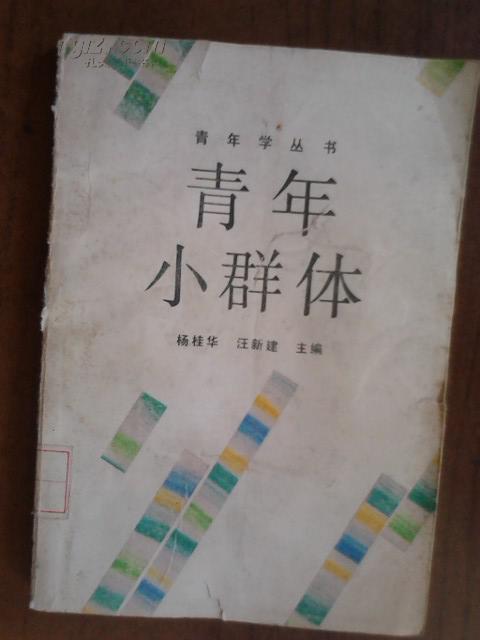 青年学丛书
青年
小群体
杨桂华 汪新建 主编